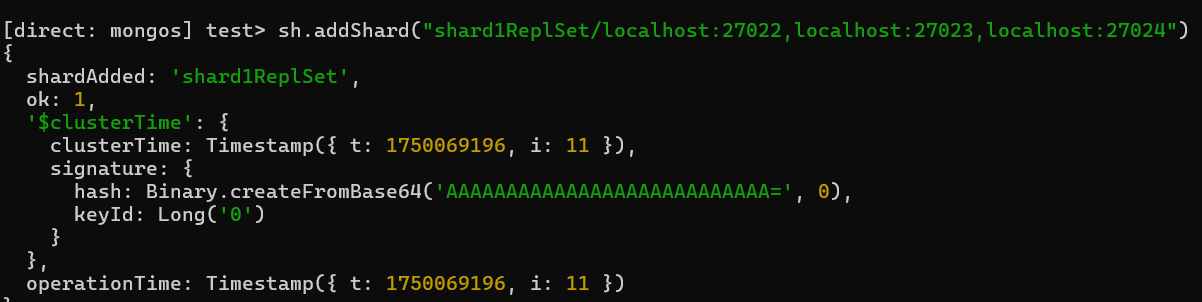 [direct: mongos] test> sh.addShard("shard1ReplSet/localhost:27022,localhost:27023,localhost:27024")
{
  shardAdded: 'shard1ReplSet',
  ok: 1,
  '$clusterTime': {
    clusterTime: Timestamp({ t: 1750069196, i: 11 }),
    signature: {
      hash: Binary.createFromBase64('AAAAAAAAAAAAAAAAAAAAAAAAAAA=', 0),
      keyId: Long('0')
    }
  },
  operationTime: Timestamp({ t: 1750069196, i: 11 })
}